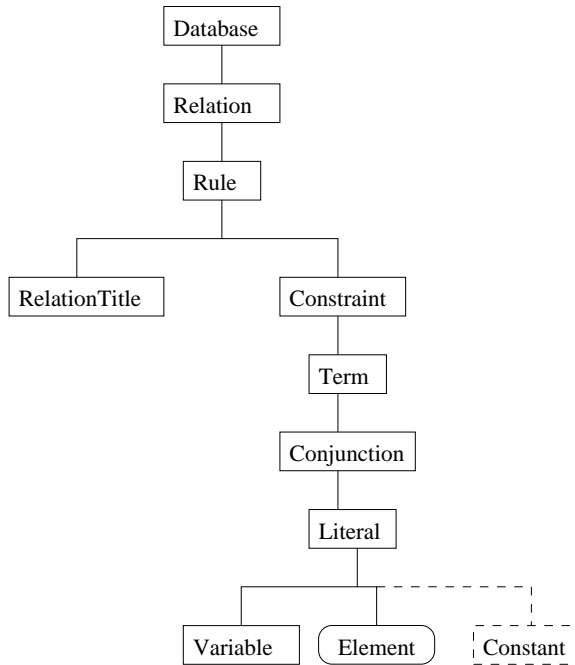 Database
Relation
Rule
RelationTitle
Constraint
Term
Conjunction
Literal
Variable
Element
Constant